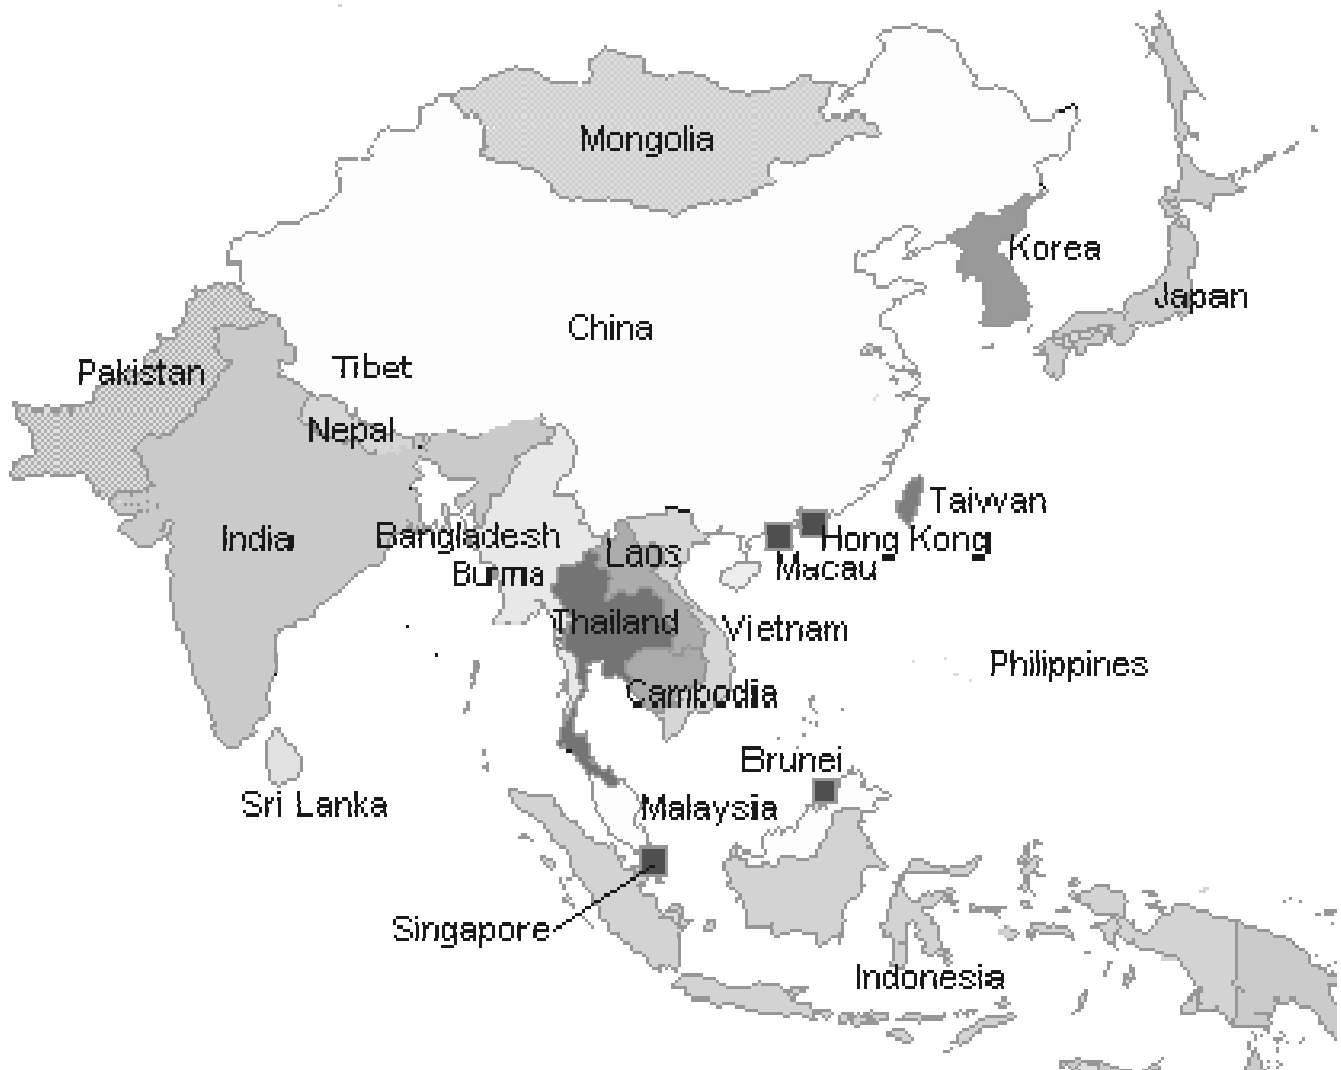 Mongolia
Korea
Japan
China
Tibet
Pakistan
Nepal
Taiwan
India
Bangladesh
Hong Kong
Laos
Macau
Burma
Thailand
Vietnam
Philippines
Cambodia
Brunei
Sri Lanka
Malaysia
Singapore
Indonesia